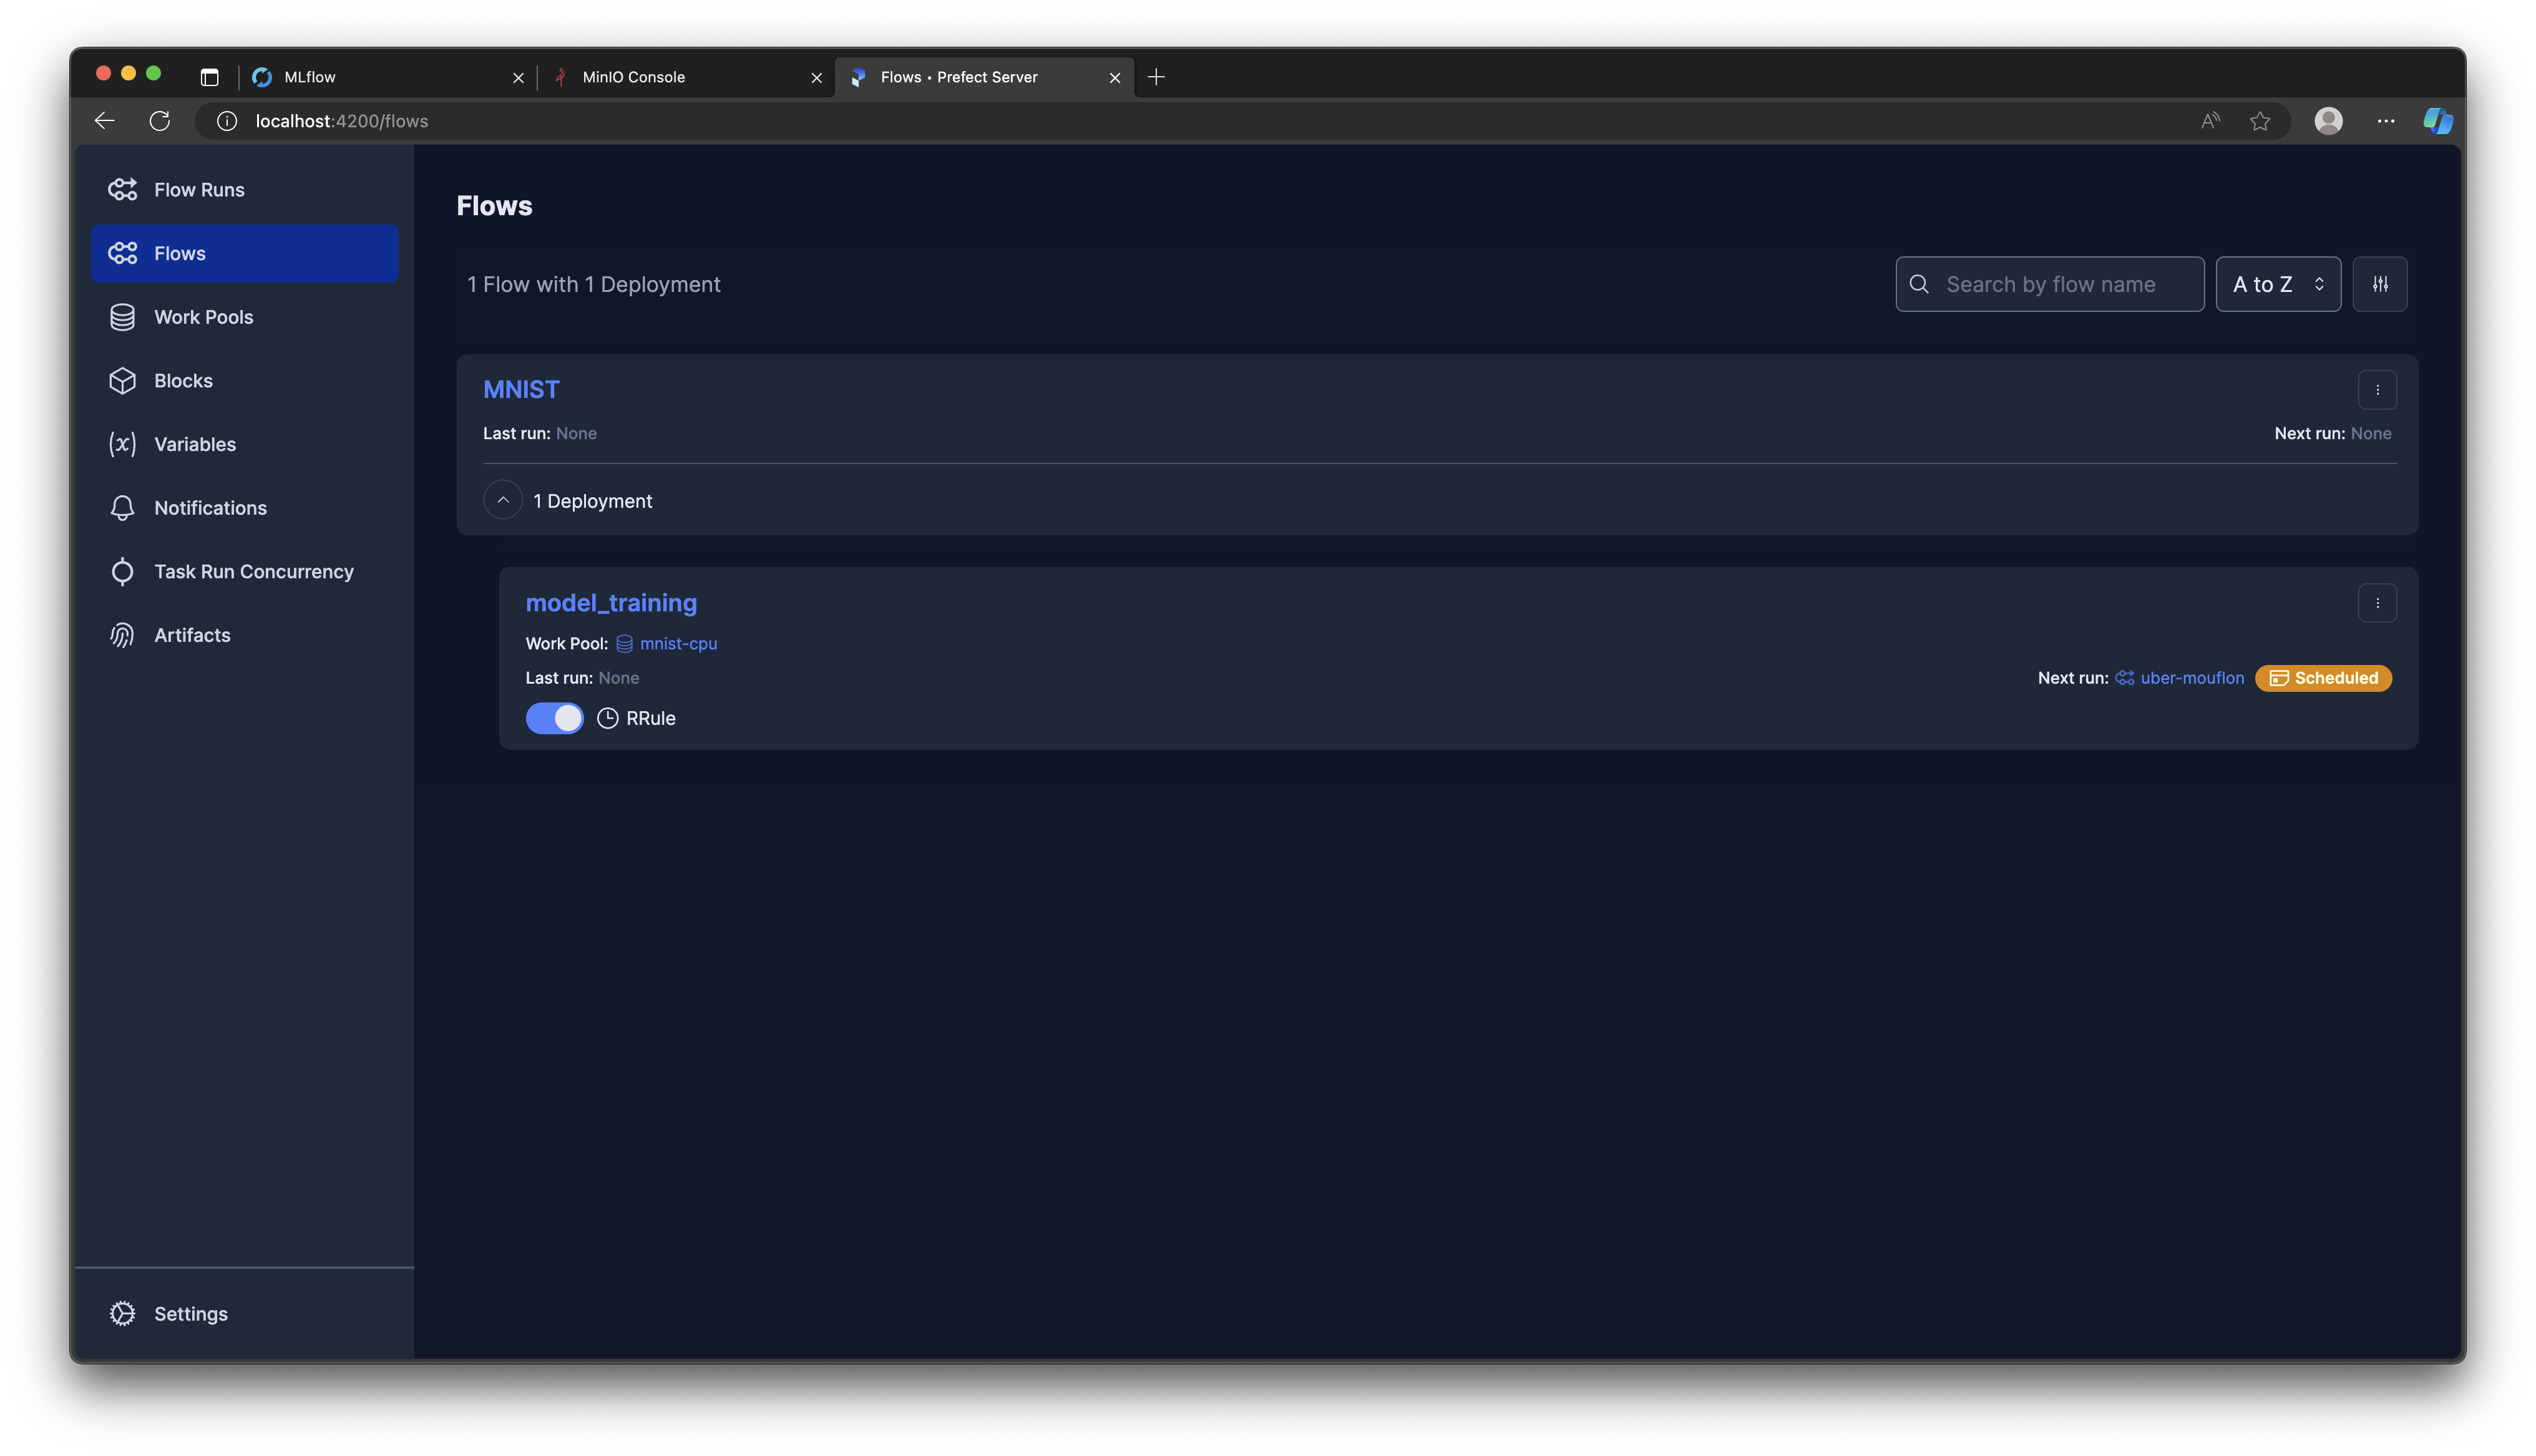 MLflow
MinIO Console
Flows • Prefect Server
localhost:4200/flows
Flow Runs
Flows
Work Pools
Blocks
Variables
Notifications
Task Run Concurrency
Artifacts
Settings
Flows
1 Flow with 1 Deployment
Search by flow name
A to Z
MNIST
Last run: None
Next run: None
1 Deployment
model_training
Work Pool: mnist-cpu
Last run: None
Next run: uber-mouflon Scheduled
RRule